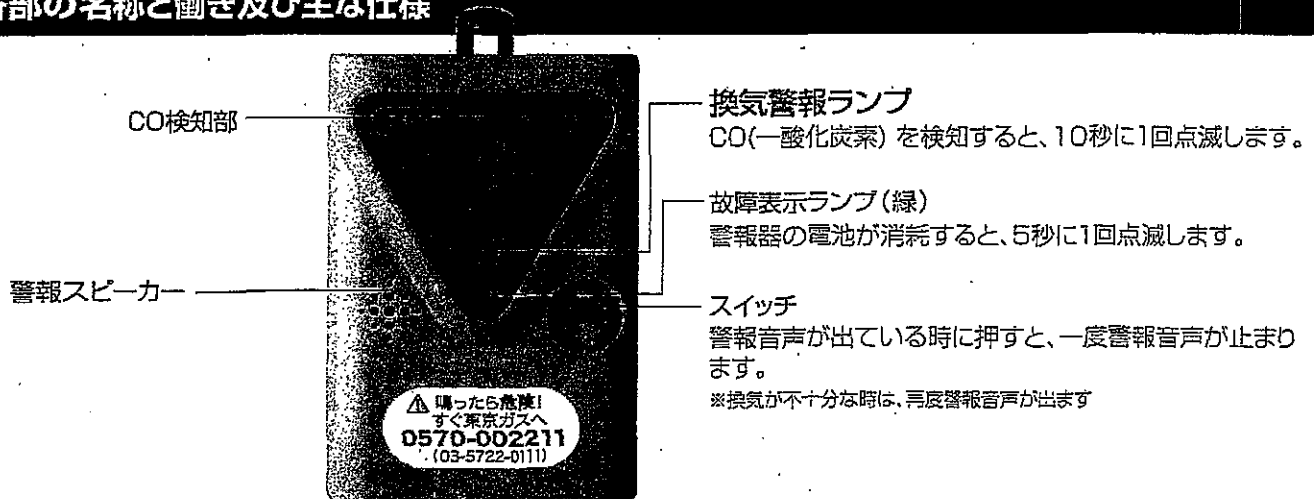 各部の名称と働き及び主な仕様
CO検知部
換気警報ランプ
CO(一酸化炭素) を検知すると、10秒に1回点滅します。
故障表示ランプ(緑)
警報器の電池が消耗すると、5秒に1回点滅します。
警報スピーカー
スイッチ
警報音声が出ている時に押すと、一度警報音声が止まり
ます。
※換気が不十分な時は、再度警報音声が出ます
⚠ 鳴ったら危険!
すぐ東京ガスへ
0570-002211
(03-5722-0111)